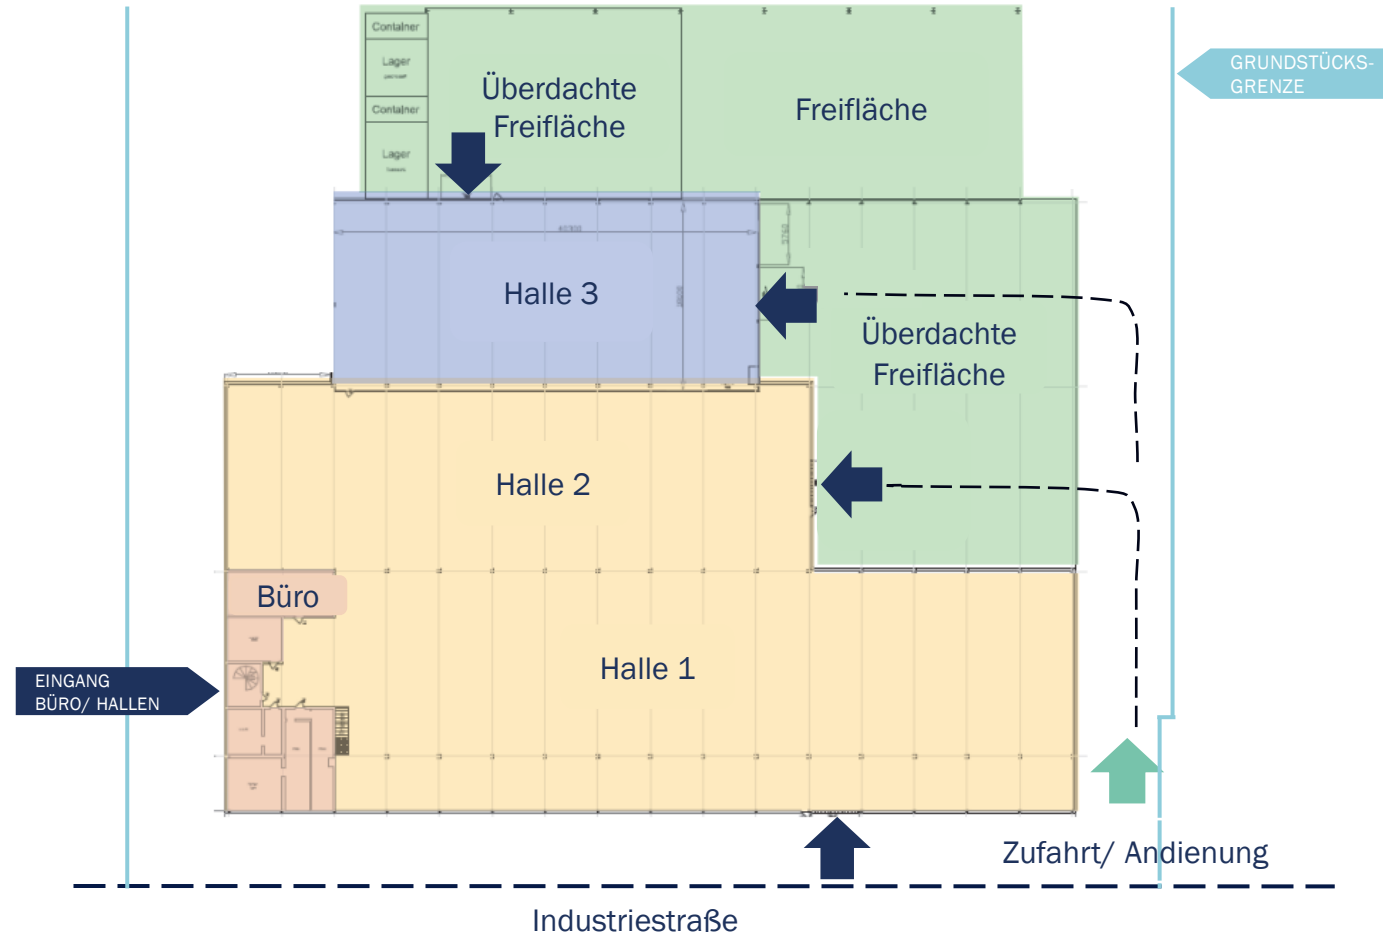 Container
Lager
Container
Lager
Überdachte
Freifläche
Freifläche
GRUNDSTÜCKS-
GRENZE
Halle 3
Überdachte
Freifläche
Halle 2
Büro
Halle 1
EINGANG
BÜRO/ HALLEN
Zufahrt/ Andienung
Industriestraße